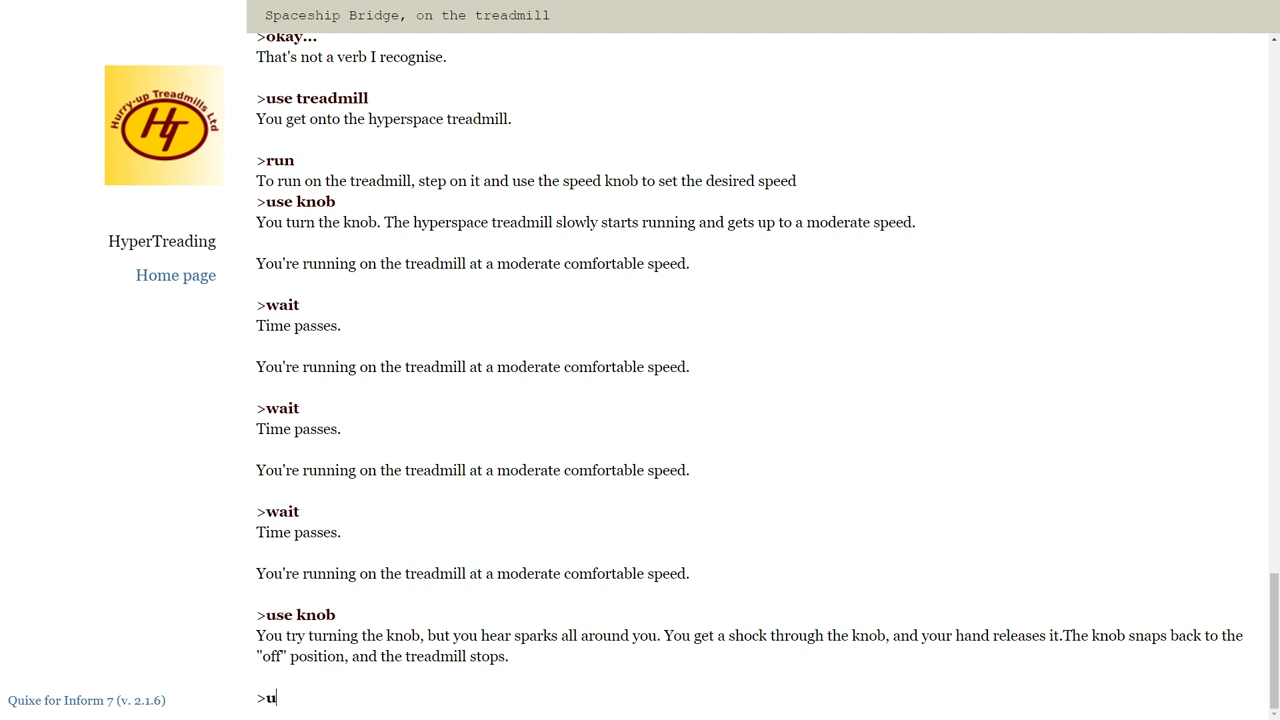 Spaceship Bridge, on the treadmill
>okay...
That's not a verb I recognise.
>use treadmill
You get onto the hyperspace treadmill.
>run
To run on the treadmill, step on it and use the speed knob to set the desired speed
>use knob
You turn the knob. The hyperspace treadmill slowly starts running and gets up to a moderate speed.
You're running on the treadmill at a moderate comfortable speed.
>wait
Time passes.
You're running on the treadmill at a moderate comfortable speed.
>wait
Time passes.
You're running on the treadmill at a moderate comfortable speed.
>wait
Time passes.
You're running on the treadmill at a moderate comfortable speed.
>use knob
You try turning the knob, but you hear sparks all around you. You get a shock through the knob, and your hand releases it.The knob snaps back to the
"off" position, and the treadmill stops.
>u
Hurry-up Treadmills Ltd
HT
HyperTreading
Home page
Quixe for Inform 7 (v. 2.1.6)